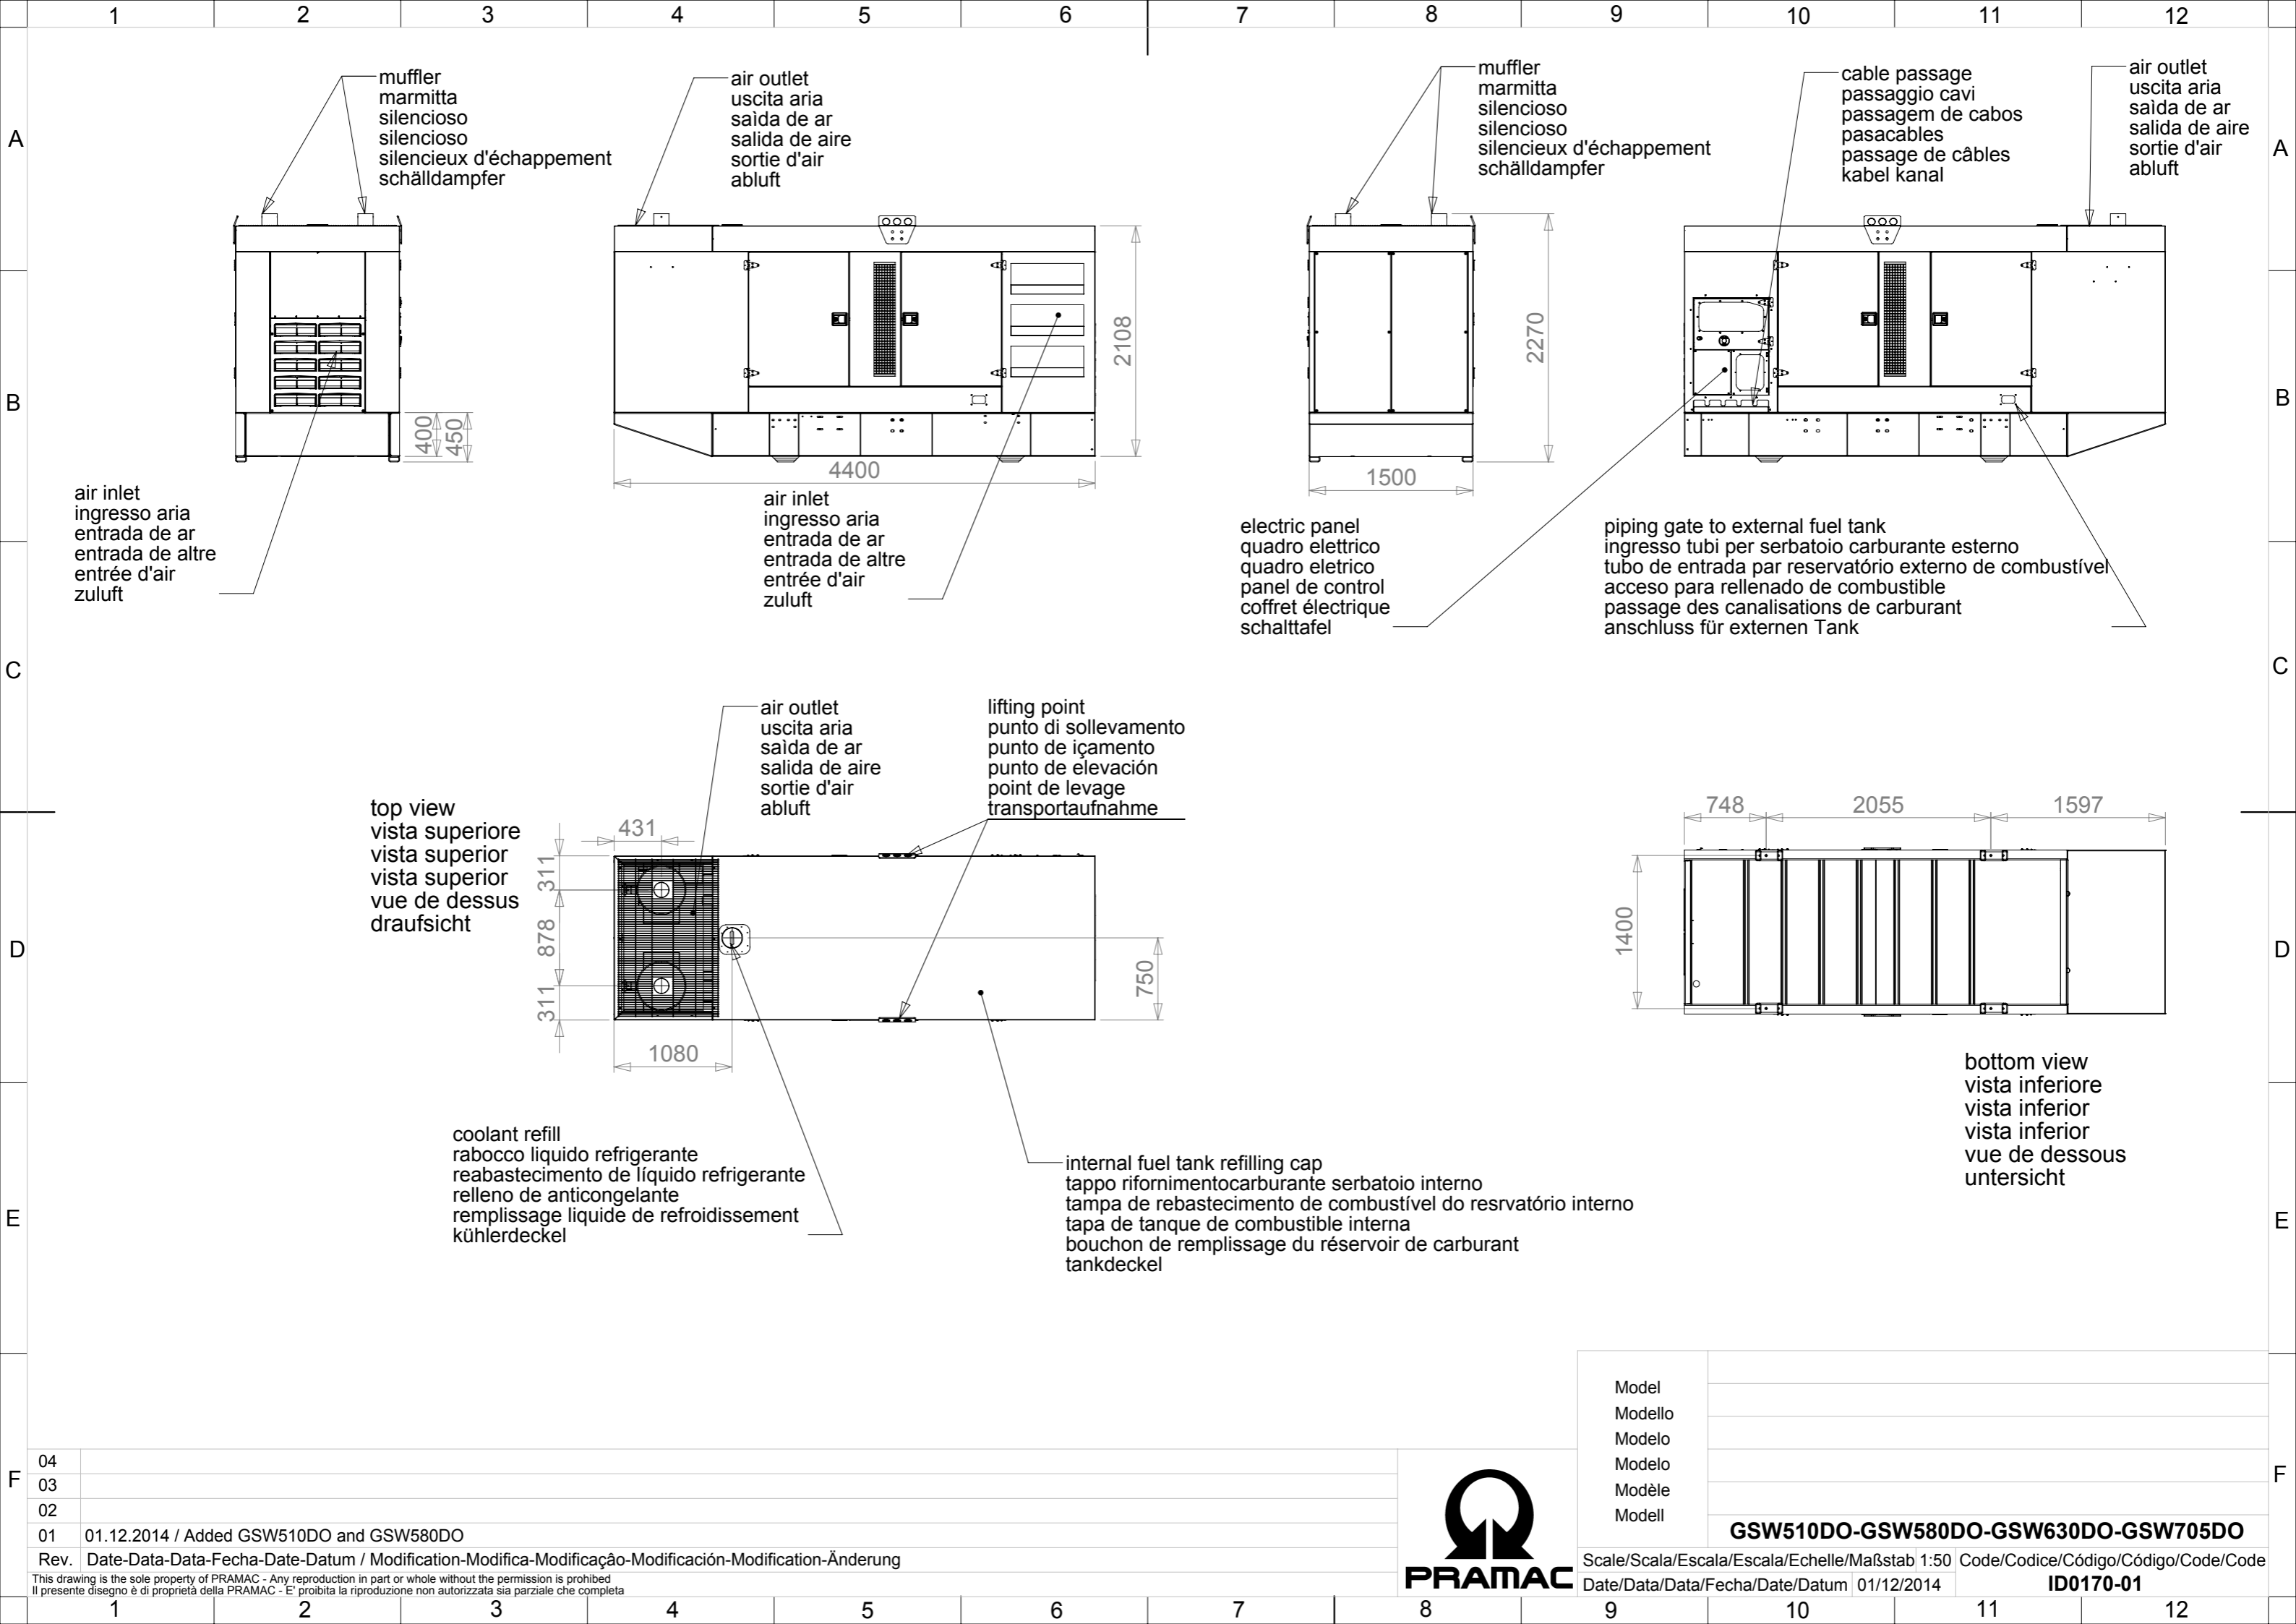 1 2 3 4 5 6 7 8 9 10 11 12
A
B
C
D
E
F
muffler
marmitta
silencioso
silencioso
silencieux d'échappement
schälldampfer
air outlet
uscita aria
saìda de ar
salida de aire
sortie d'air
abluft
muffler
marmitta
silencioso
silencioso
silencieux d'échappement
schälldampfer
cable passage
passaggio cavi
passagem de cabos
pasacables
passage de câbles
kabel kanal
air outlet
uscita aria
saìda de ar
salida de aire
sortie d'air
abluft
A
B
C
D
E
F
400
450
2108
4400
2270
1500
air inlet
ingresso aria
entrada de ar
entrada de altre
entrée d'air
zuluft
air inlet
ingresso aria
entrada de ar
entrada de altre
entrée d'air
zuluft
electric panel
quadro elettrico
quadro eletrico
panel de control
coffret électrique
schalttafel
piping gate to external fuel tank
ingresso tubi per serbatoio carburante esterno
tubo de entrada par reservatório externo de combustível
acceso para rellenado de combustible
passage des canalisations de carburant
anschluss für externen Tank
top view
vista superiore
vista superior
vista superior
vue de dessus
draufsicht
air outlet
uscita aria
saìda de ar
salida de aire
sortie d'air
abluft
lifting point
punto di sollevamento
punto de içamento
punto de elevación
point de levage
transportaufnahme
431
311
878
311
1080
750
748 2055 1597
1400
coolant refill
rabocco liquido refrigerante
reabastecimento de líquido refrigerante
relleno de anticongelante
remplissage liquide de refroidissement
kühlerdeckel
internal fuel tank refilling cap
tappo rifornimentocarburante serbatoio interno
tampa de rebastecimento de combustível do resrvatório interno
tapa de tanque de combustible interna
bouchon de remplissage du réservoir de carburant
tankdeckel
bottom view
vista inferiore
vista inferior
vista inferior
vue de dessous
untersicht
04
03
02
01 01.12.2014 / Added GSW510DO and GSW580DO
Rev. Date-Data-Data-Fecha-Date-Datum / Modification-Modifica-Modificaçâo-Modificación-Modification-Änderung
This drawing is the sole property of PRAMAC - Any reproduction in part or whole without the permission is prohibed
Il presente disegno è di proprietà della PRAMAC - E' proibita la riproduzione non autorizzata sia parziale che completa
PRAMAC
Model
Modello
Modelo
Modelo
Modèle
Modell
GSW510DO-GSW580DO-GSW630DO-GSW705DO
Scale/Scala/Escala/Escala/Echelle/Maßstab 1:50 Code/Codice/Código/Código/Code/Code
Date/Data/Data/Fecha/Date/Datum 01/12/2014 ID0170-01
1 2 3 4 5 6 7 8 9 10 11 12